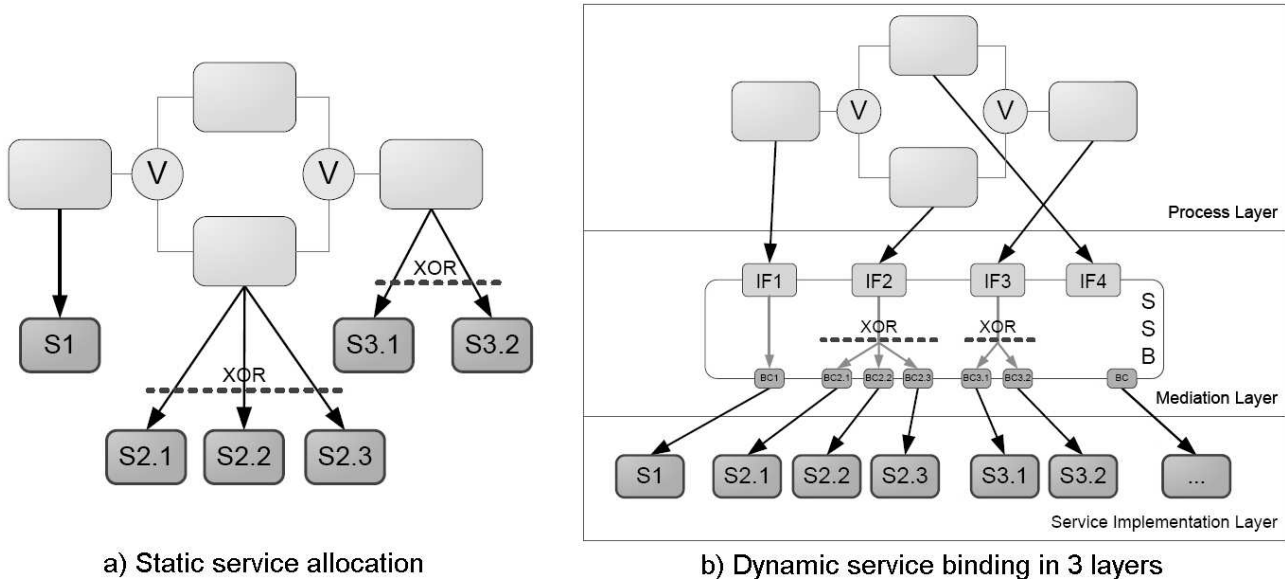 V
V
XOR
S1
S3.1
S3.2
XOR
S2.1
S2.2
S2.3
a) Static service allocation
V
V
Process Layer
IF1
IF2
IF3
IF4
S
S
B
XOR
XOR
BC1
BC2.1
BC2.2
BC2.3
BC3.1
BC3.2
BC
Mediation Layer
S1
S2.1
S2.2
S2.3
S3.1
S3.2
...
Service Implementation Layer
b) Dynamic service binding in 3 layers